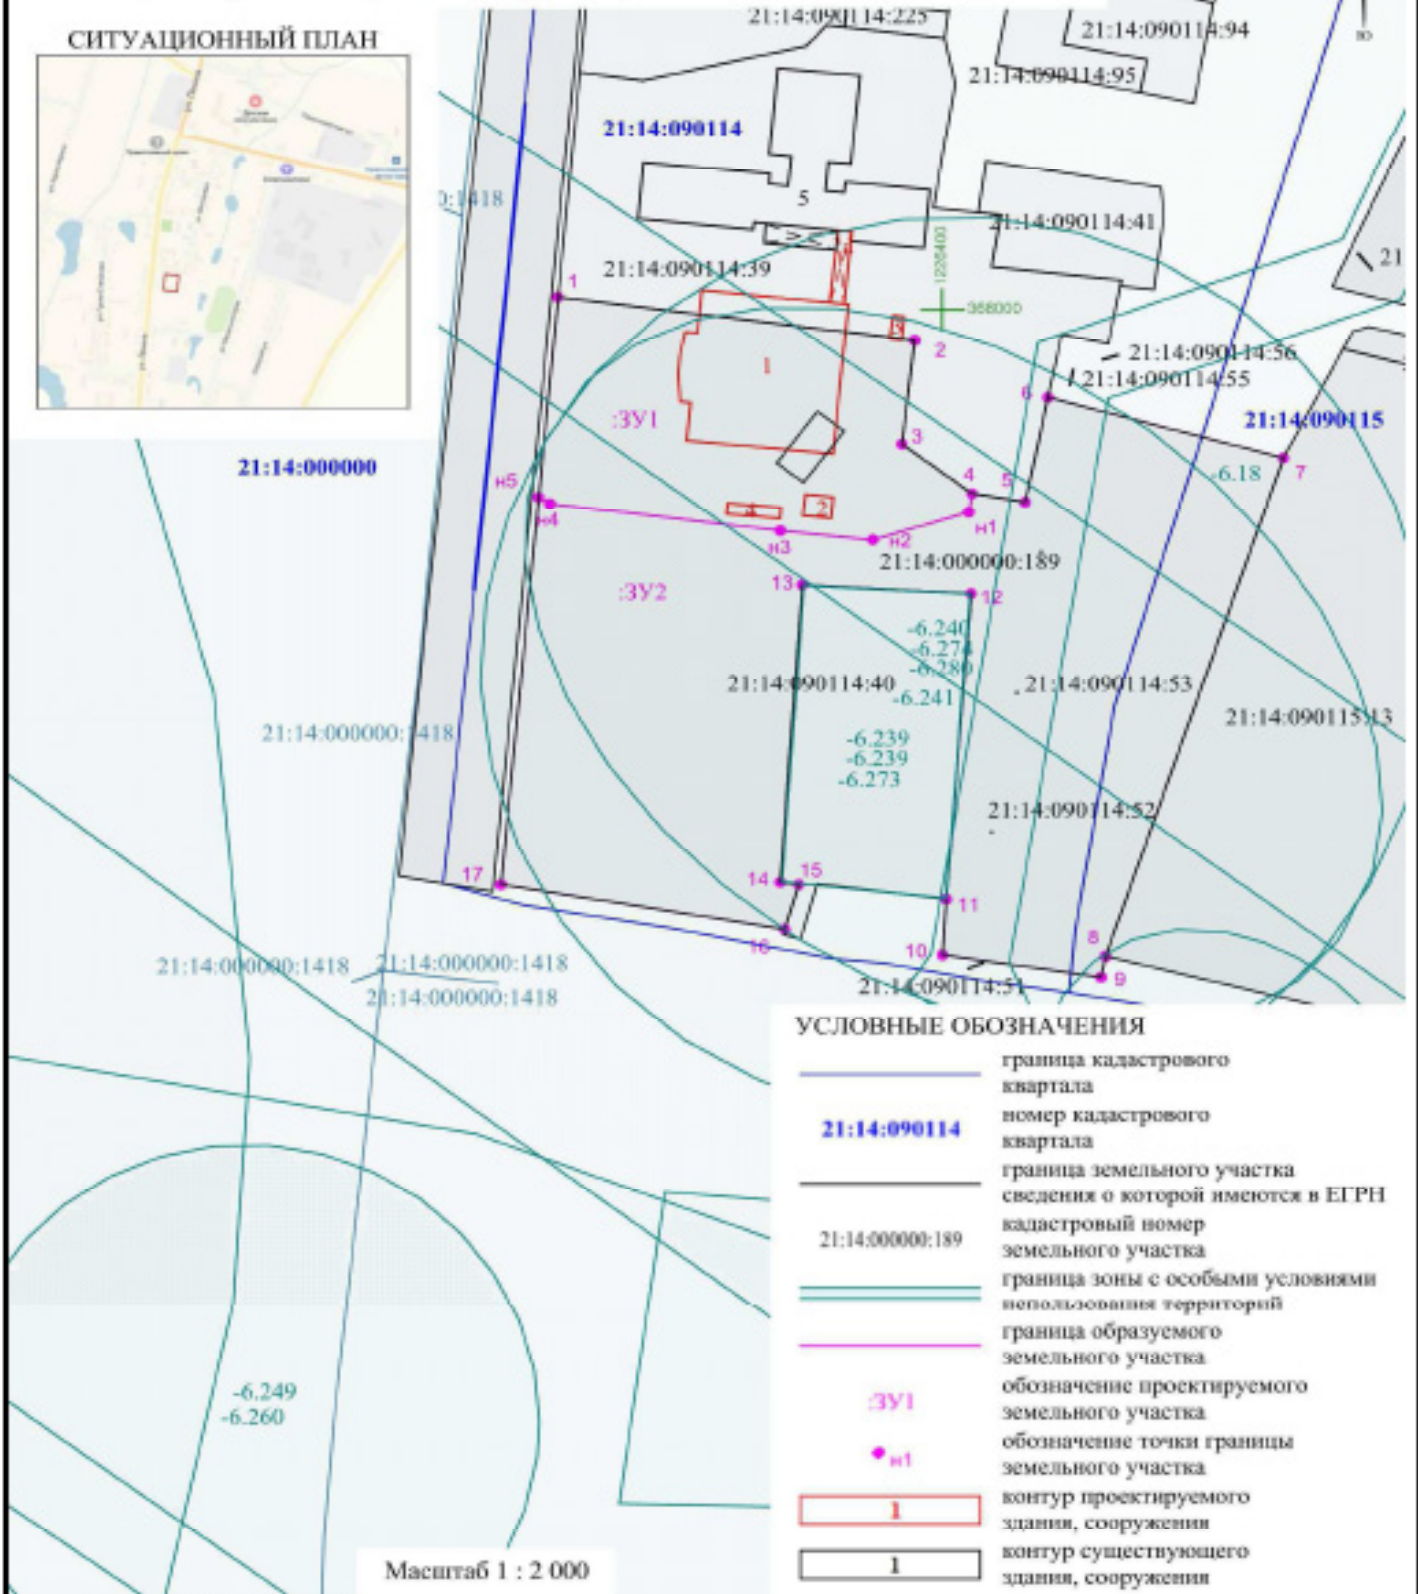 СИТУАЦИОННЫЙ ПЛАН
ул. Ленина
21:14:090114:225
21:14:090114:94
ю
21:14:090114:95
21:14:090114
0:1418
5
21:14:090114:41
1226400
368000
21
21:14:090114:39
1
3
2
21:14:090114:56
21:14:090114:55
1
6
:ЗУ1
21:14:090115
3
7
-6.18
21:14:000000
4
5
н5
н4
4
2
н1
н3
н2
21:14:000000:189
13
12
:ЗУ2
-6.240
-6.274
-6.280
-6.241
21:14:090114:40
21:14:090114:53
21:14:090115:13
21:14:000000:1418
-6.239
-6.239
-6.273
21:14:090114:52
17
14
15
11
16
10
8
9
21:14:000000:1418
21:14:000000:1418
21:14:000000:1418
21:14:090114:51
УСЛОВНЫЕ ОБОЗНАЧЕНИЯ
граница кадастрового
квартала
21:14:090114
номер кадастрового
квартала
граница земельного участка
сведения о которой имеются в ЕГРН
21:14:000000:189
кадастровый номер
земельного участка
граница зоны с особыми условиями
использования территорий
граница образуемого
земельного участка
:ЗУ1
обозначение проектируемого
земельного участка
н1
обозначение точки границы
земельного участка
1
контур проектируемого
здания, сооружения
1
контур существующего
здания, сооружения
-6.249
-6.260
Масштаб 1 : 2 000